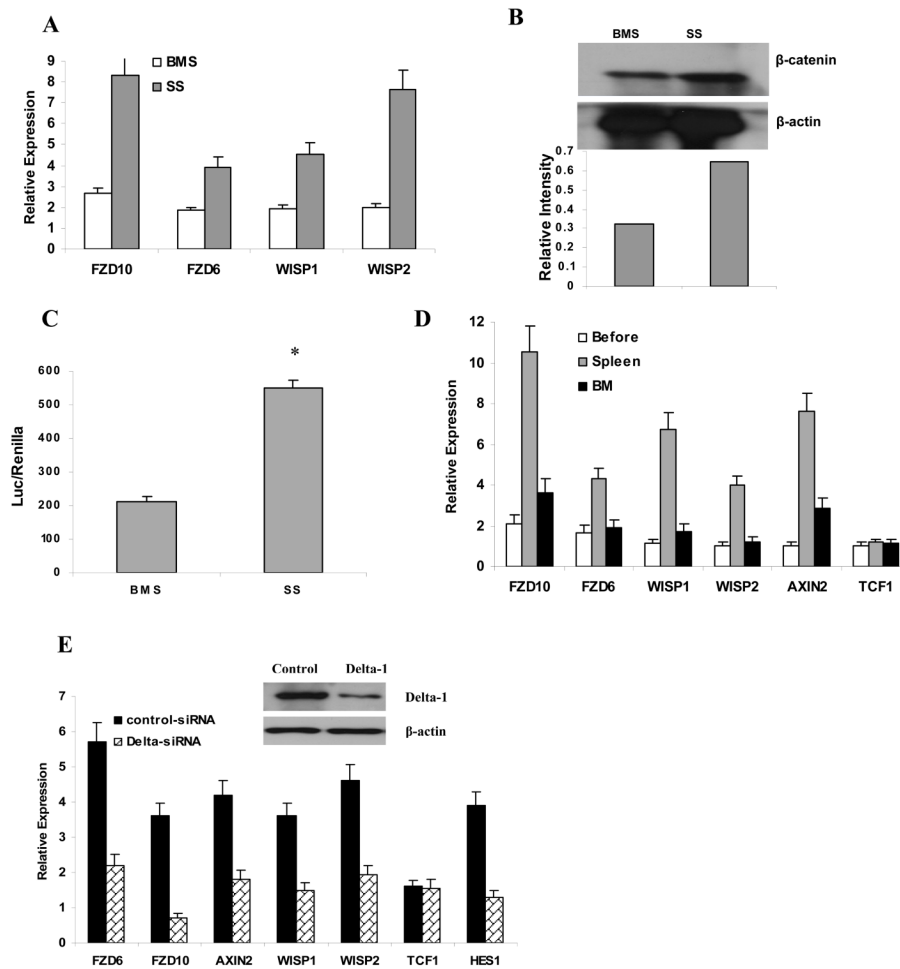 A
9
8
7
6
5
4
3
2
1
0
Relative Expression
BMS
SS
FZD10 FZD6 WISP1 WISP2
B
BMS SS
β-catenin
β-actin
0.7
0.6
0.5
0.4
0.3
0.2
0.1
0
Relative Intensity
C
*
600
500
400
300
200
100
000
Luc/Renilla
BMS SS
D
12
10
8
6
4
2
0
Relative Expression
Before
Spleen
BM
FZD10 FZD6 WISP1 WISP2 AXIN2 TCF1
E
Control Delta-1
Delta-1
β-actin
7
6
5
4
3
2
1
0
Relative Expression
control-siRNA
Delta-siRNA
FZD6 FZD10 AXIN2 WISP1 WISP2 TCF1 HES1